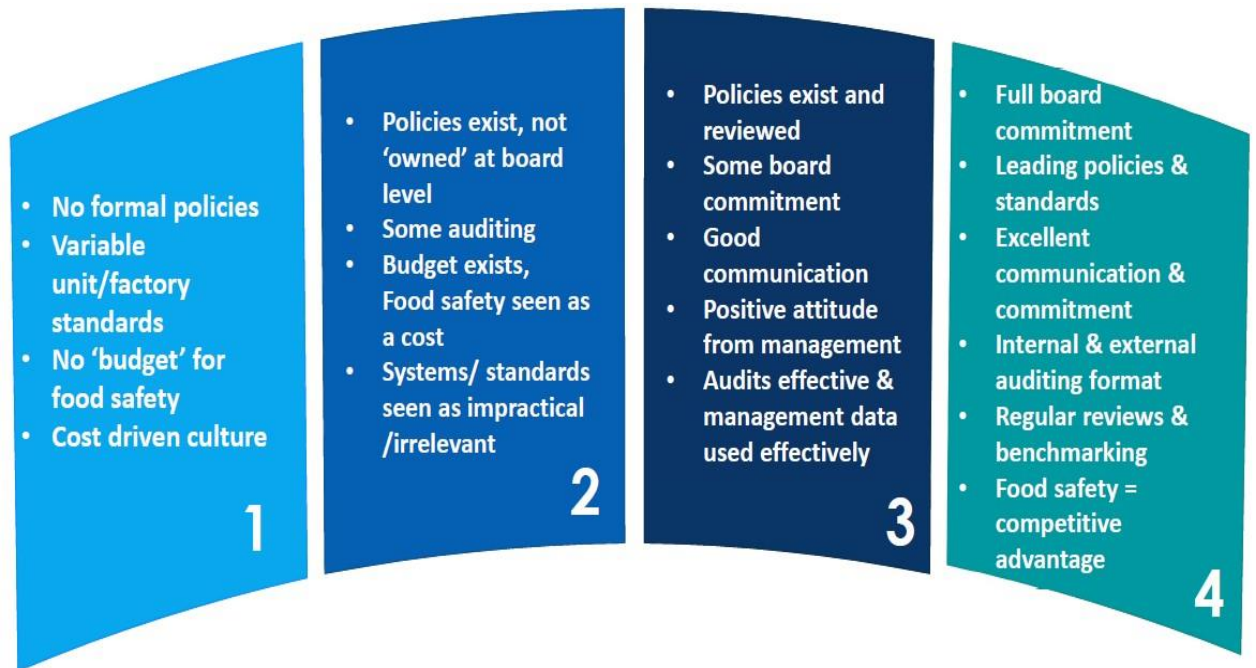 • No formal policies
• Variable
unit/factory
standards
• No ‘budget’ for
food safety
• Cost driven culture
1
• Policies exist, not
‘owned’ at board
level
• Some auditing
• Budget exists,
Food safety seen as
a cost
• Systems/ standards
seen as impractical
/irrelevant
2
• Policies exist and
reviewed
• Some board
commitment
• Good
communication
• Positive attitude
from management
• Audits effective &
management data
used effectively
3
• Full board
commitment
• Leading policies &
standards
• Excellent
communication &
commitment
• Internal & external
auditing format
• Regular reviews &
benchmarking
• Food safety =
competitive
advantage
4